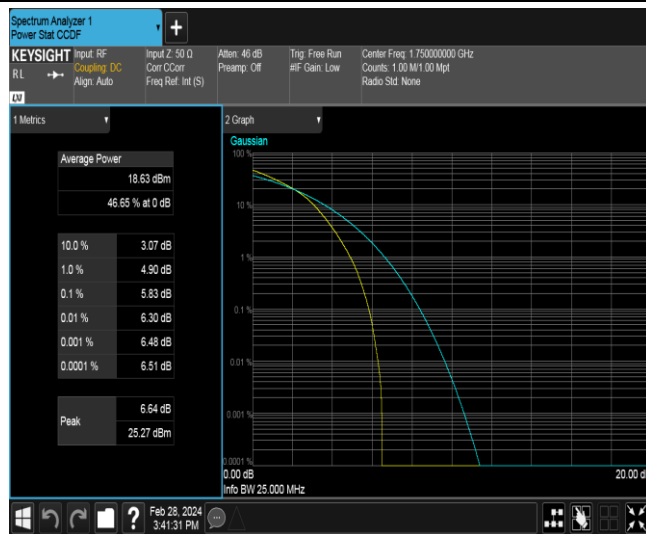 Spectrum Analyzer 1
Power Stat CCDF
+
KEYSIGHT
RL
LXI
Input: RF
Coupling: DC
Align: Auto
Input Z: 50 Ω
Corr CCorr
Freq Ref: Int (S)
Atten: 46 dB
Preamp: Off
Trig: Free Run
#IF Gain: Low
Center Freq: 1.750000000 GHz
Counts: 1.00 M/1.00 Mpt
Radio Std: None
1 Metrics
Average Power
18.63 dBm
46.65 % at 0 dB
10.0 % 3.07 dB
1.0 % 4.90 dB
0.1 % 5.83 dB
0.01 % 6.30 dB
0.001 % 6.48 dB
0.0001 % 6.51 dB
Peak
6.64 dB
25.27 dBm
2 Graph
Gaussian
100 %
10 %
1 %
0.1 %
0.01 %
0.001 %
0.0001 %
0.00 dB
20.00 d
Info BW 25.000 MHz
?
Feb 28, 2024
3:41:31 PM